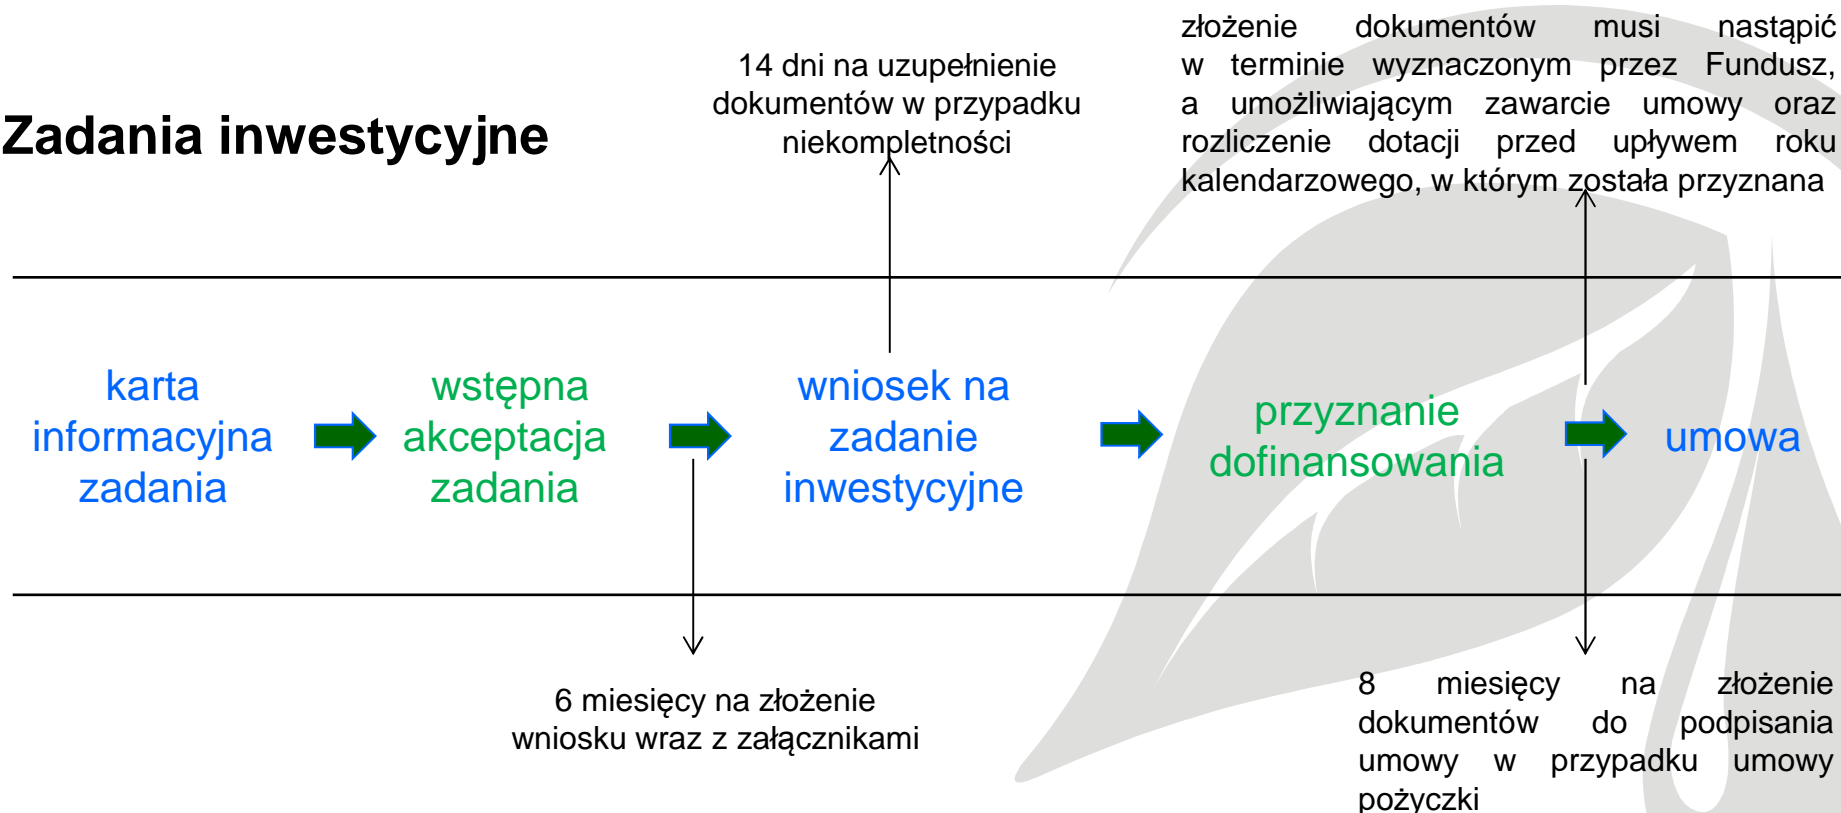 Zadania inwestycyjne
14 dni na uzupełnienie
dokumentów w przypadku
niekompletności
złożenie dokumentów musi nastąpić
w terminie wyznaczonym przez Fundusz,
a umożliwiającym zawarcie umowy oraz
rozliczenie dotacji przed upływem roku
kalendarzowego, w którym została przyznana
karta
informacyjna
zadania
wstępna
akceptacja
zadania
wniosek na
zadanie
inwestycyjne
przyznanie
dofinansowania
umowa
6 miesięcy na złożenie
wniosku wraz z załącznikami
8 miesięcy na złożenie
dokumentów do podpisania
umowy w przypadku umowy
pożyczki